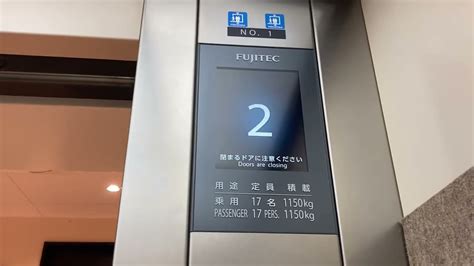 NO. 1
FUJITEC
2
閉まるドアに注意ください
Doors are closing
用途 定員 積載
乗用 17名 1150kg
PASSENGER 17 PERS. 1150kg